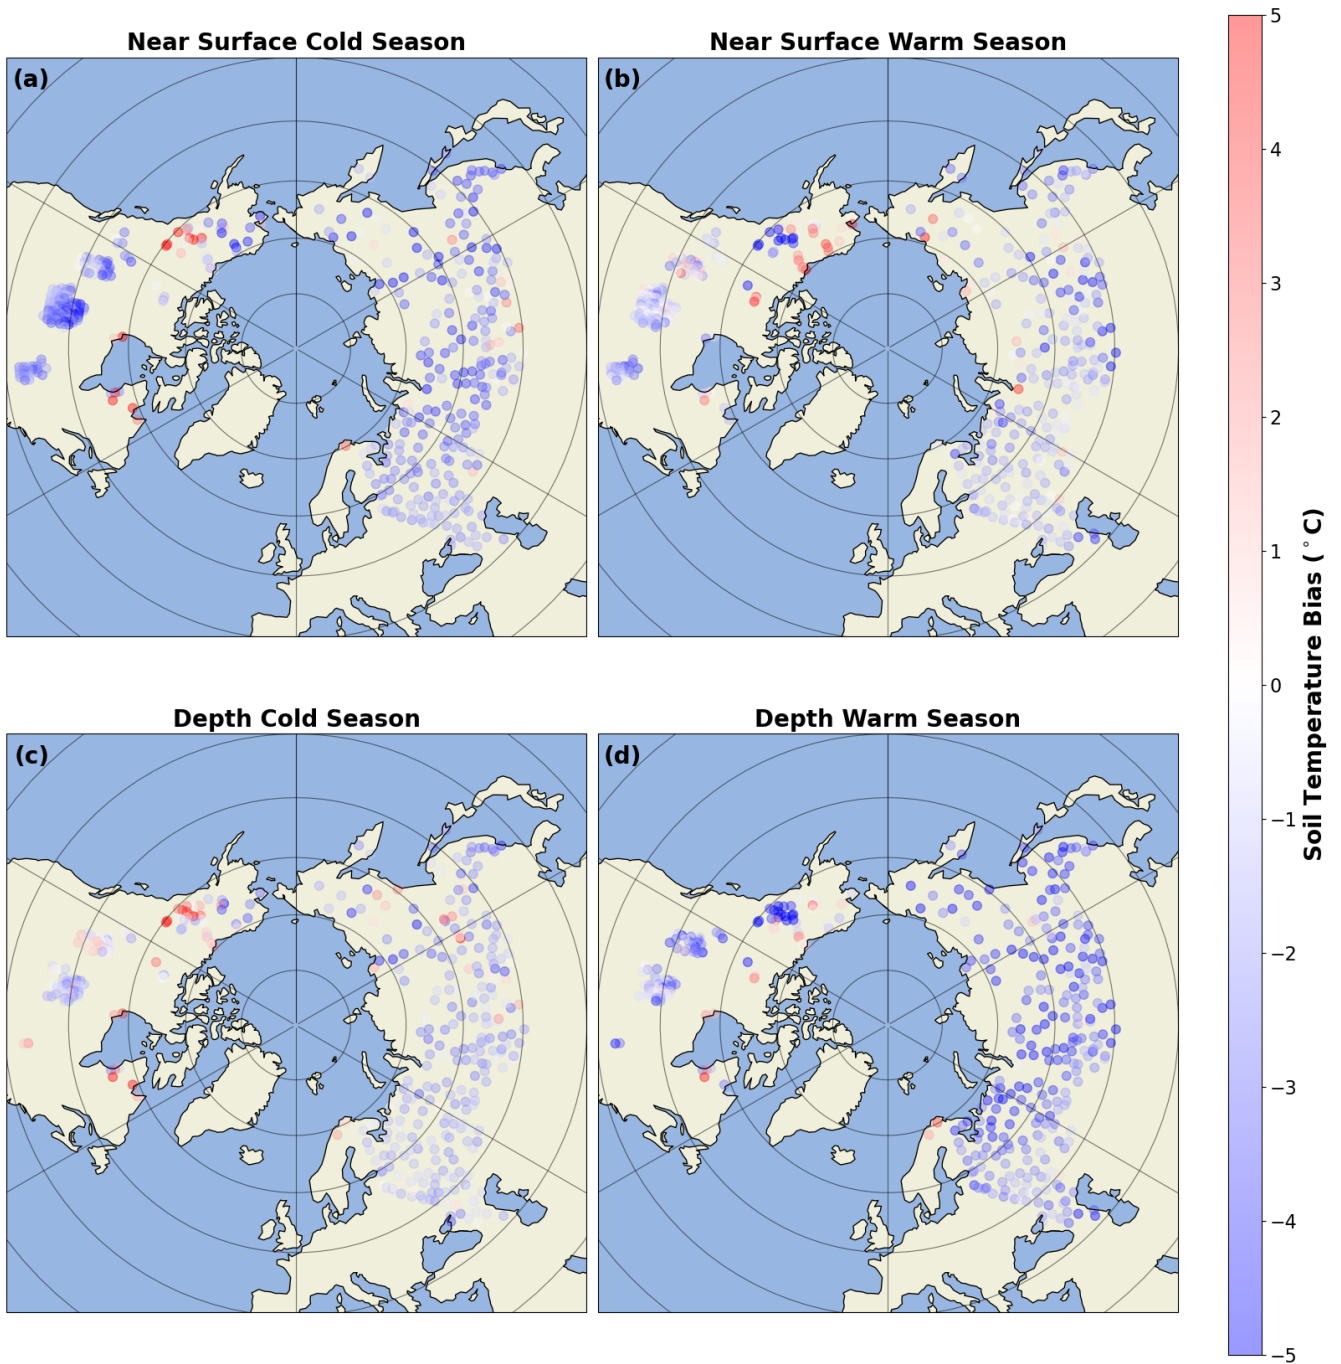 Near Surface Cold Season
Near Surface Warm Season
(a)
(b)
Depth Cold Season
Depth Warm Season
(c)
(d)
5
4
3
2
1
0
−1
−2
−3
−4
−5
Soil Temperature Bias (°C)